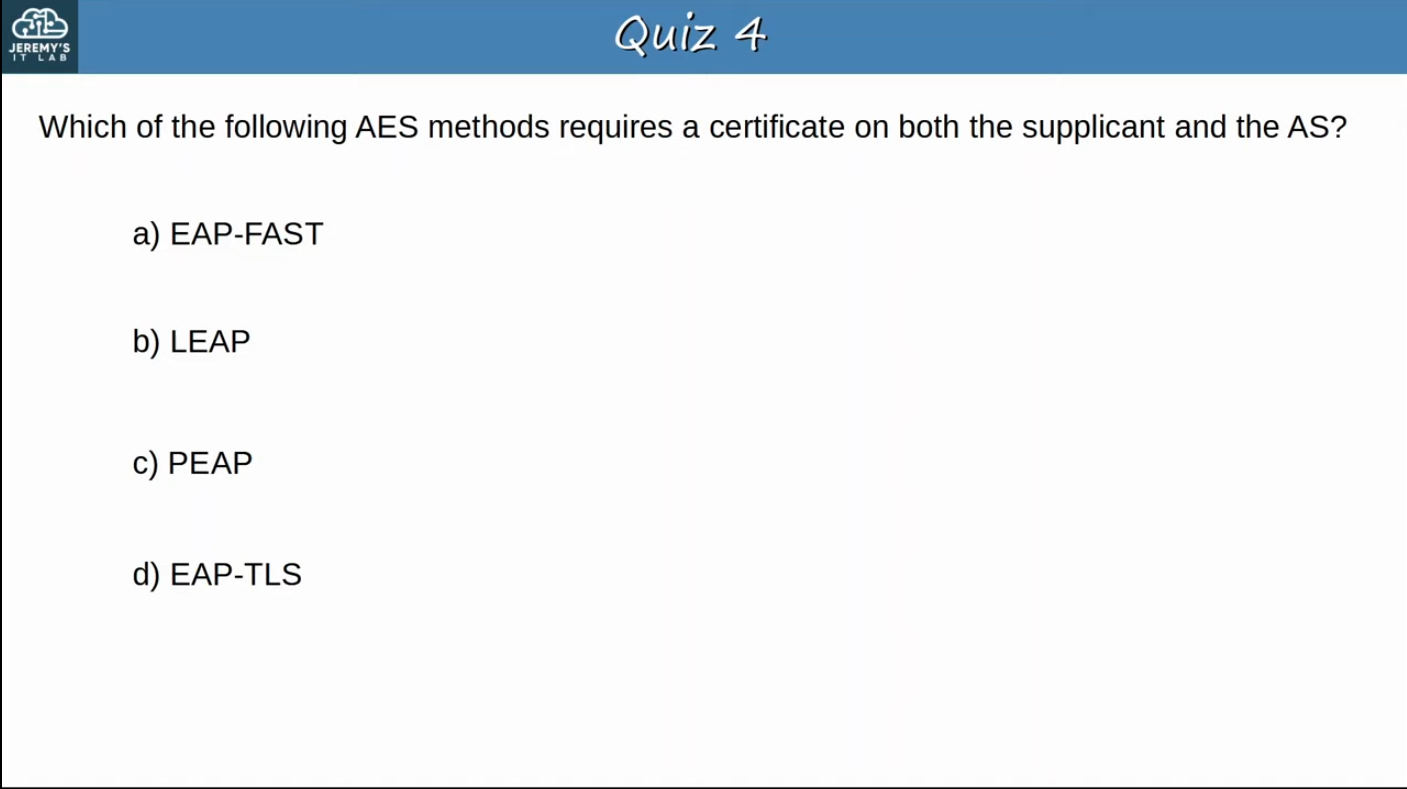 JEREMY'S
IT LAB
Quiz 4
Which of the following AES methods requires a certificate on both the supplicant and the AS?
a) EAP-FAST
b) LEAP
c) PEAP
d) EAP-TLS